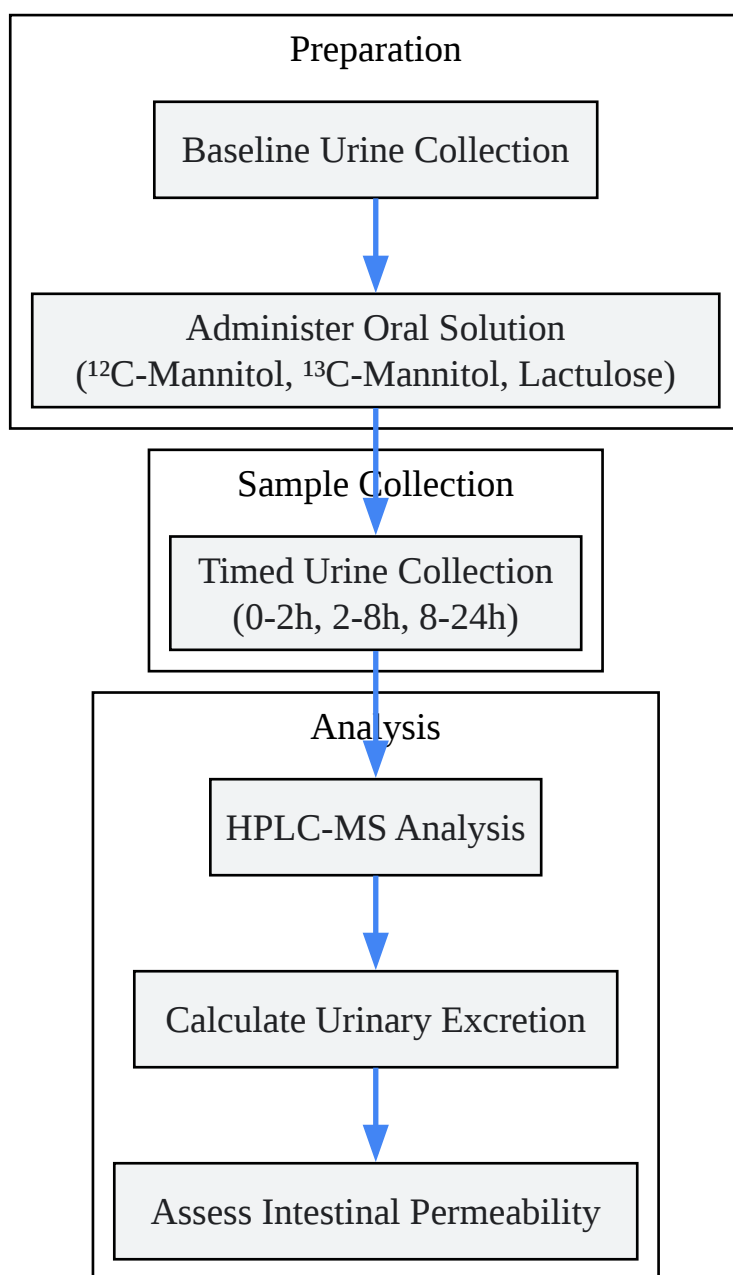 Preparation
Baseline Urine Collection
Administer Oral Solution
(¹²C-Mannitol, ¹³C-Mannitol, Lactulose)
Sample Collection
Timed Urine Collection
(0-2h, 2-8h, 8-24h)
Analysis
HPLC-MS Analysis
Calculate Urinary Excretion
Assess Intestinal Permeability